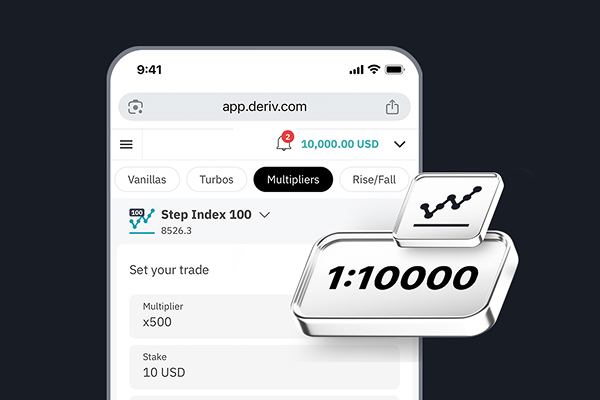 9:41
app.deriv.com
2
10,000.00 USD
Vanillas Turbos Multipliers Rise/Fall
100
Step Index 100
8526.3
Set your trade
1:10000
Multiplier
x500
Stake
10 USD